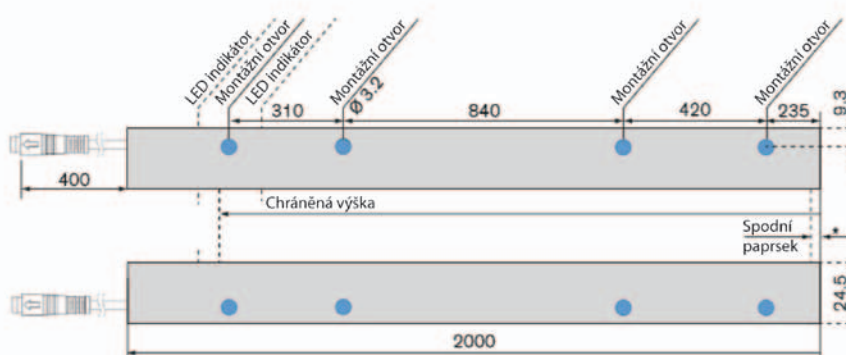 LED indikátor
Montážní otvor
LED indikátor
Montážní otvor
Ø 3.2
Montážní otvor
Montážní otvor
310
840
420
235
9.3
400
Chráněná výška
Spodní
paprsek
*
24.5
2000